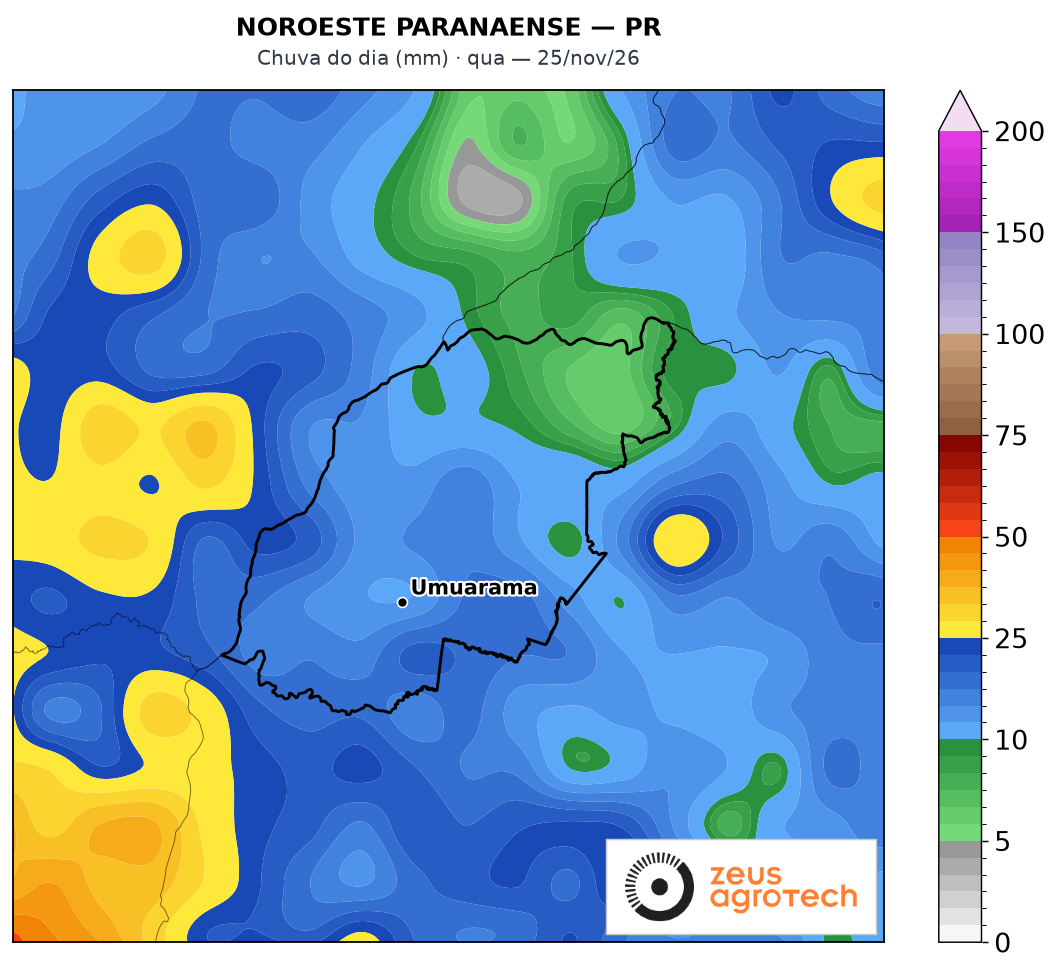 NOROESTE PARANAENSE — PR
Chuva do dia (mm) · qua — 25/nov/26
200
150
100
75
50
25
10
5
0
Umuarama
zeus
agrotech